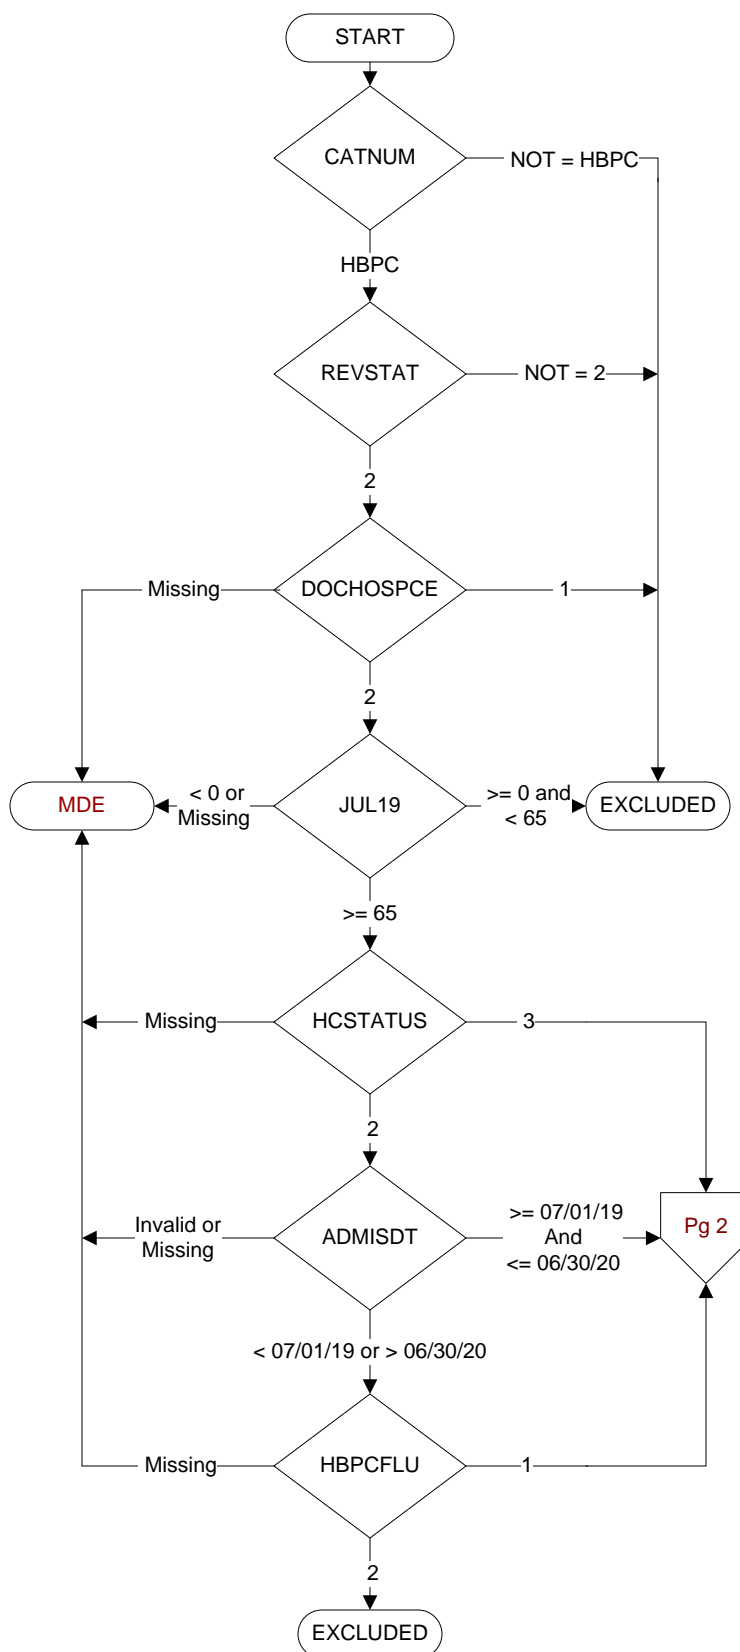 START
CATNUM
NOT = HBPC
HBPC
REVSTAT
NOT = 2
2
Missing
DOCHOSPCE
1
2
MDE
< 0 or
Missing
JUL19
>= 0 and
< 65
EXCLUDED
>= 65
Missing
HCSTATUS
3
2
Invalid or
Missing
ADMISDT
>= 07/01/19
And
<= 06/30/20
Pg 2
< 07/01/19 or > 06/30/20
Missing
HBPCFLU
1
2
EXCLUDED